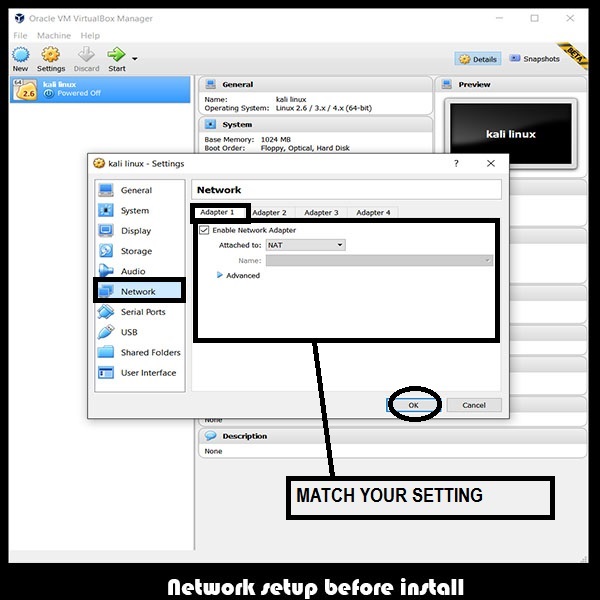 Oracle VM VirtualBox Manager
File Machine Help
New Settings Discard Start
Details Snapshots
BETA
64
2.6
kali linux
Powered Off
General
Name: kali linux
Operating System: Linux 2.6 / 3.x / 4.x (64-bit)
System
Base Memory: 1024 MB
Boot Order: Floppy, Optical, Hard Disk
Preview
kali linux
kali linux - Settings
General
System
Display
Storage
Audio
Network
Serial Ports
USB
Shared Folders
User Interface
Network
Adapter 1 Adapter 2 Adapter 3 Adapter 4
Enable Network Adapter
Attached to: NAT
Name:
Advanced
OK Cancel
None
Description
None
MATCH YOUR SETTING
Network setup before install